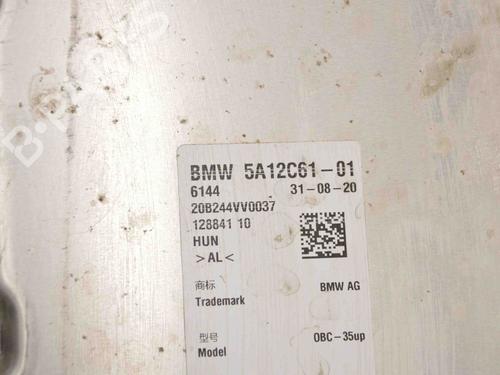 B-Parts
BMW 5A12C61-01
6144 31-08-20
20B244VV0037
128841 10
HUN
>AL<
商标 BMW AG
Trademark
型号 OBC-35up
Model